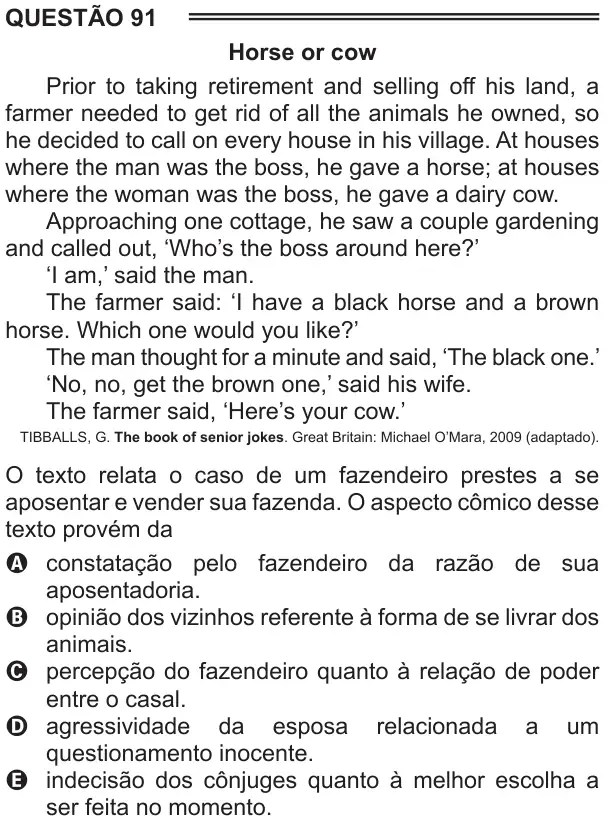 QUESTÃO 91
Horse or cow
Prior to taking retirement and selling off his land, a
farmer needed to get rid of all the animals he owned, so
he decided to call on every house in his village. At houses
where the man was the boss, he gave a horse; at houses
where the woman was the boss, he gave a dairy cow.
Approaching one cottage, he saw a couple gardening
and called out, ‘Who’s the boss around here?’
‘I am,’ said the man.
The farmer said: ‘I have a black horse and a brown
horse. Which one would you like?’
The man thought for a minute and said, ‘The black one.’
‘No, no, get the brown one,’ said his wife.
The farmer said, ‘Here’s your cow.’
TIBBALLS, G. The book of senior jokes. Great Britain: Michael O’Mara, 2009 (adaptado).
O texto relata o caso de um fazendeiro prestes a se
aposentar e vender sua fazenda. O aspecto cômico desse
texto provém da
A constatação pelo fazendeiro da razão de sua
aposentadoria.
B opinião dos vizinhos referente à forma de se livrar dos
animais.
C percepção do fazendeiro quanto à relação de poder
entre o casal.
D agressividade da esposa relacionada a um
questionamento inocente.
E indecisão dos cônjuges quanto à melhor escolha a
ser feita no momento.